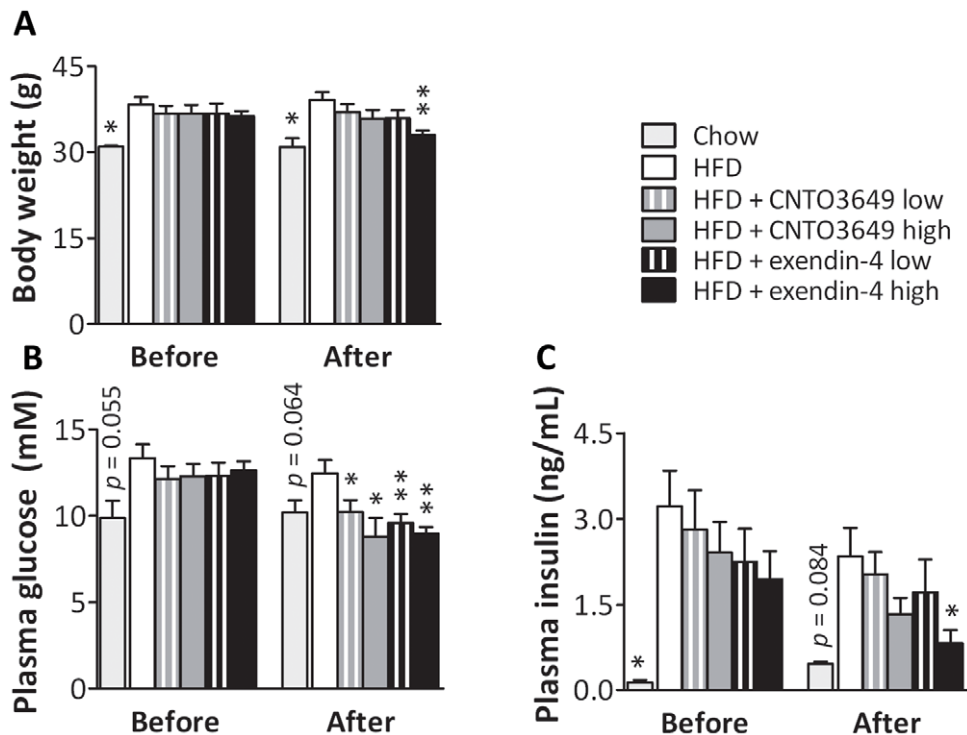 A
Body weight (g)
45
30
15
0
*
*
**
Before
After
Chow
HFD
HFD + CNTO3649 low
HFD + CNTO3649 high
HFD + exendin-4 low
HFD + exendin-4 high
B
Plasma glucose (mM)
15
10
5
0
p = 0.055
p = 0.064
*
*
**
**
Before
After
C
Plasma insulin (ng/mL)
4.5
3.0
1.5
0.0
*
p = 0.084
*
Before
After